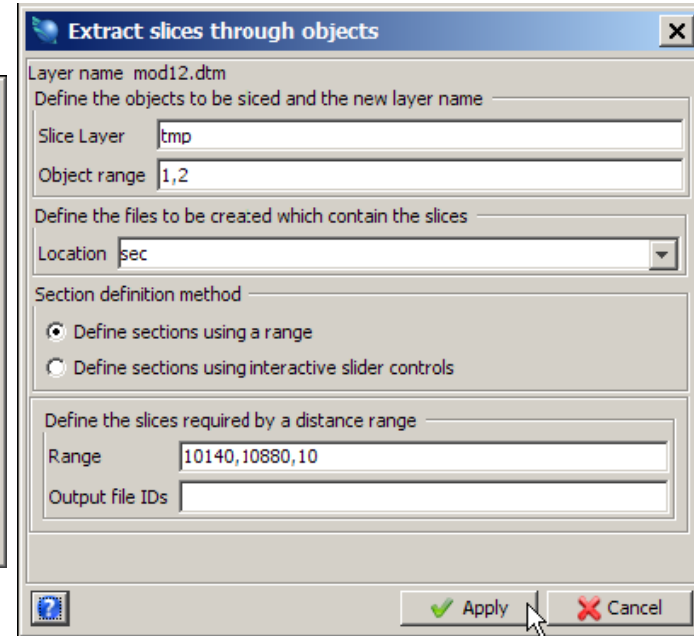 Extract slices through objects
Layer name mod12.dtm
Define the objects to be siced and the new layer name
Slice Layer tmp
Object range 1,2
Define the files to be created which contain the slices
Location sec
Section definition method
Define sections using a range
Define sections using interactive slider controls
Define the slices required by a distance range
Range 10140,10880,10
Output file IDs
Apply Cancel